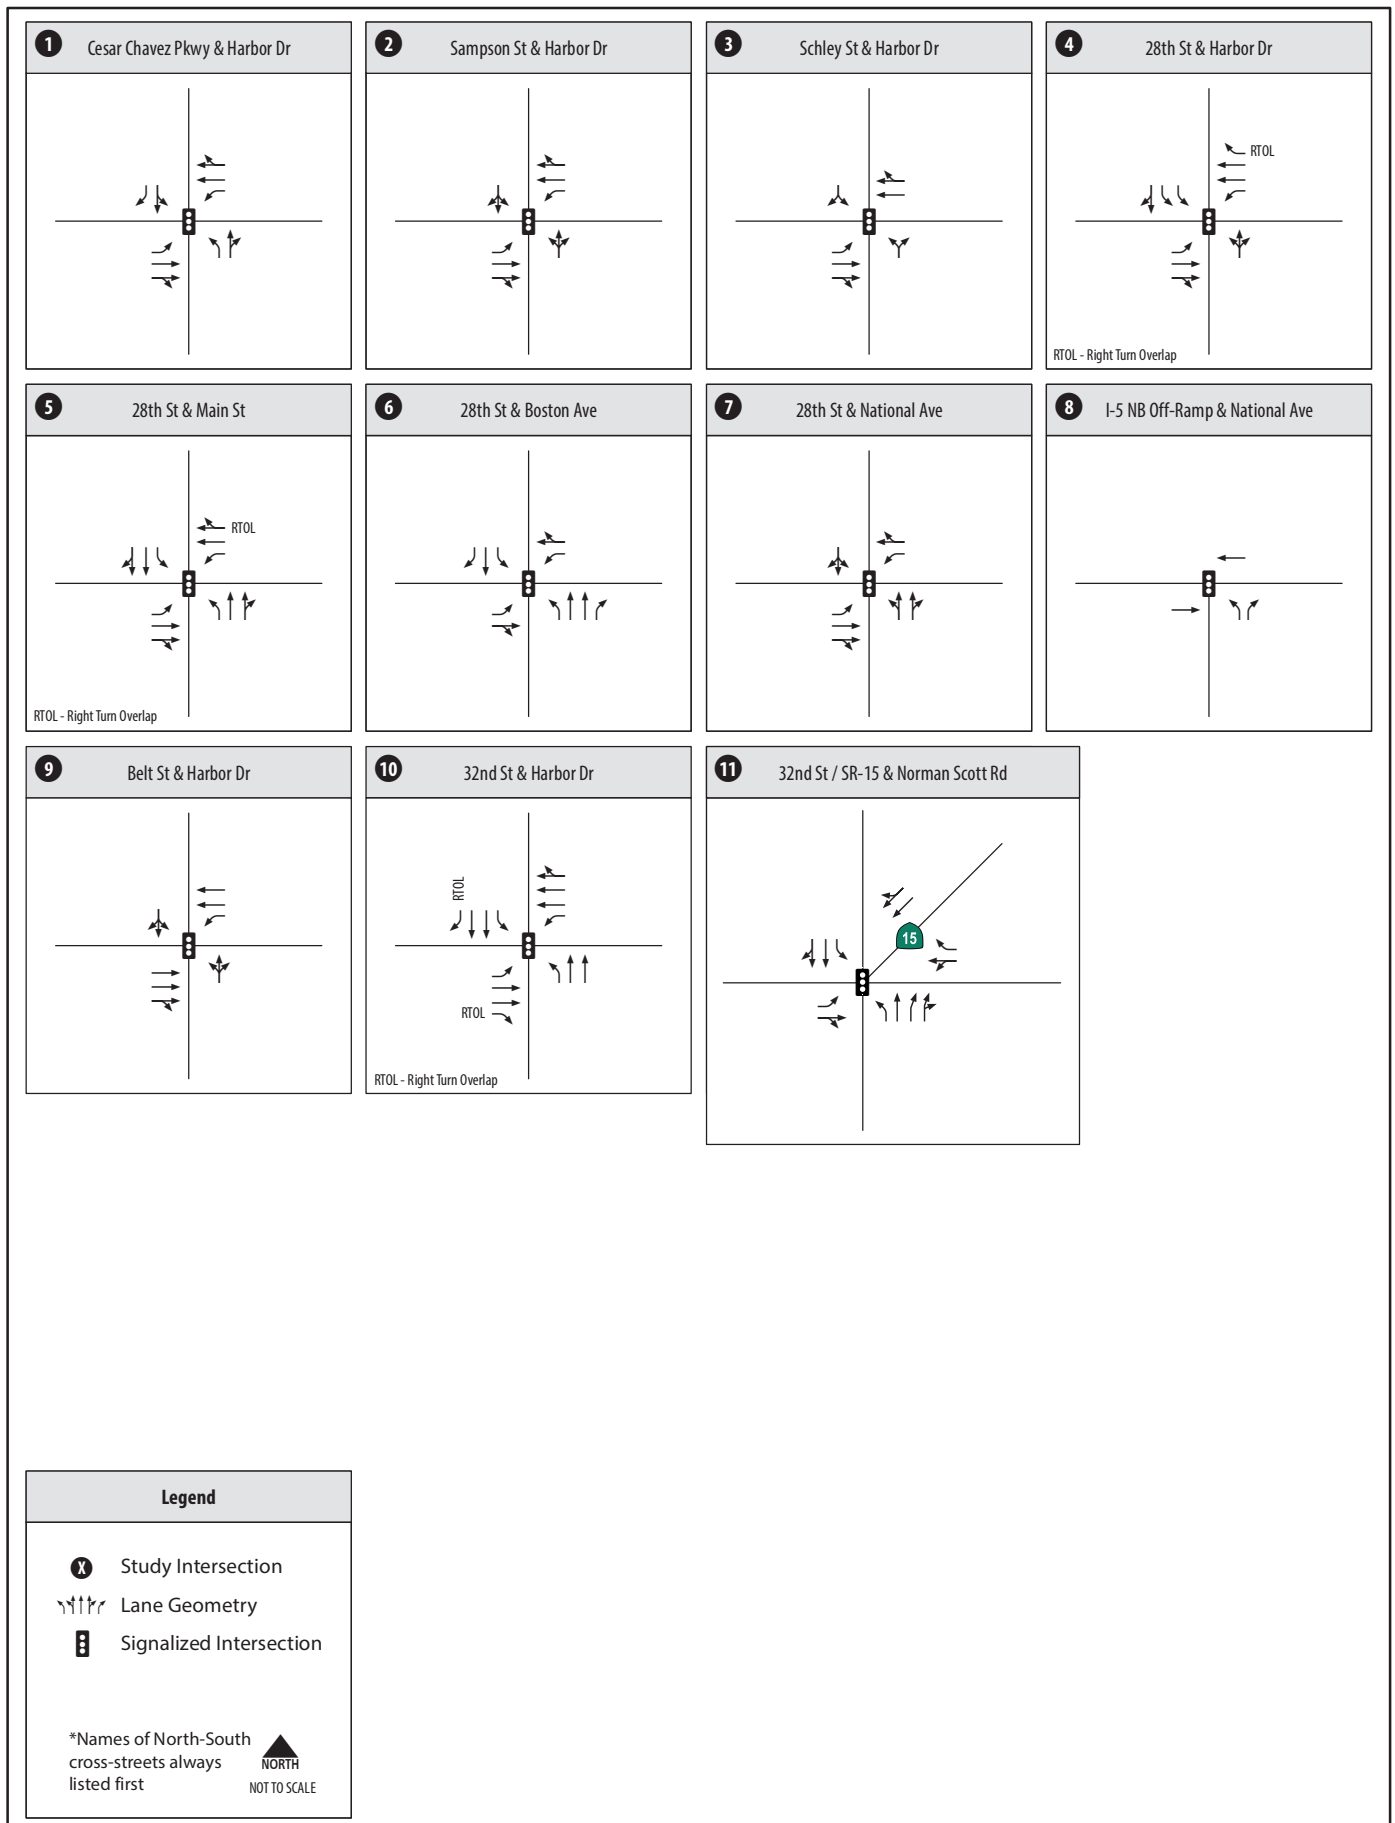 1 Cesar Chavez Pkwy & Harbor Dr
2 Sampson St & Harbor Dr
3 Schley St & Harbor Dr
4 28th St & Harbor Dr
RTOL
RTOL - Right Turn Overlap
5 28th St & Main St
RTOL
RTOL - Right Turn Overlap
6 28th St & Boston Ave
7 28th St & National Ave
8 I-5 NB Off-Ramp & National Ave
9 Belt St & Harbor Dr
10 32nd St & Harbor Dr
RTOL
RTOL
RTOL - Right Turn Overlap
11 32nd St / SR-15 & Norman Scott Rd
15
Legend
X Study Intersection
Lane Geometry
Signalized Intersection
*Names of North-South
cross-streets always
listed first
NORTH
NOT TO SCALE